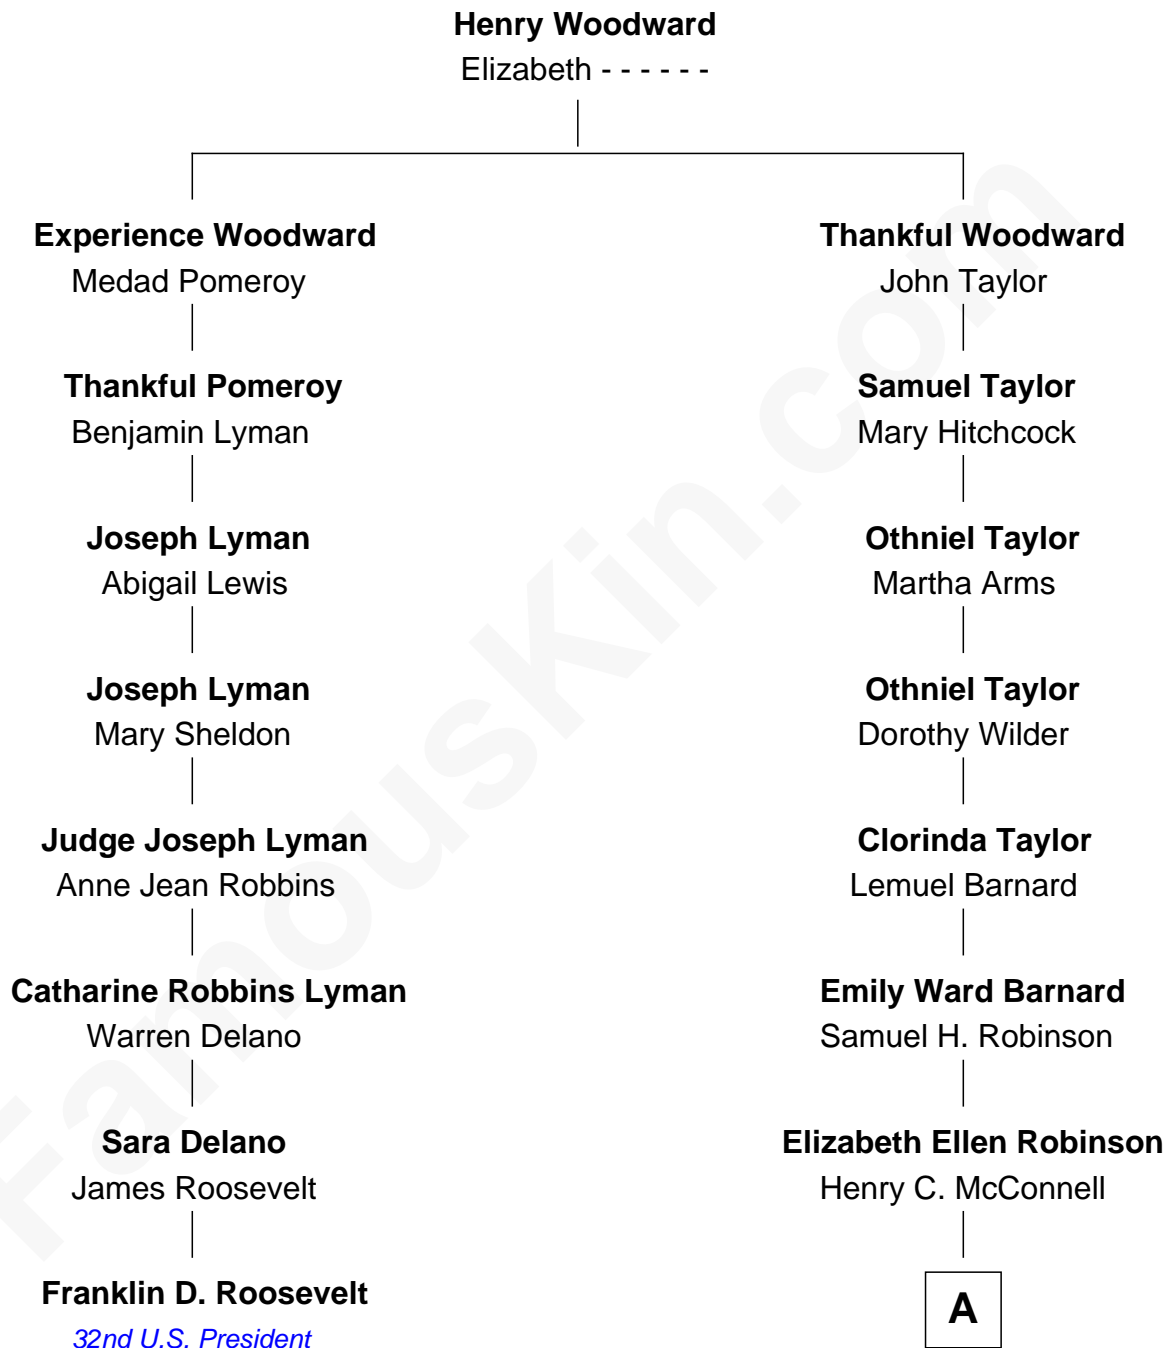 Henry Woodward
Elizabeth - - - - - -
Experience Woodward
Medad Pomeroy
Thankful Woodward
John Taylor
Thankful Pomeroy
Benjamin Lyman
Samuel Taylor
Mary Hitchcock
Joseph Lyman
Abigail Lewis
Othniel Taylor
Martha Arms
Joseph Lyman
Mary Sheldon
Othniel Taylor
Dorothy Wilder
Judge Joseph Lyman
Anne Jean Robbins
Clorinda Taylor
Lemuel Barnard
Catharine Robbins Lyman
Warren Delano
Emily Ward Barnard
Samuel H. Robinson
Sara Delano
James Roosevelt
Elizabeth Ellen Robinson
Henry C. McConnell
Franklin D. Roosevelt
32nd U.S. President
A
FamousKin.com